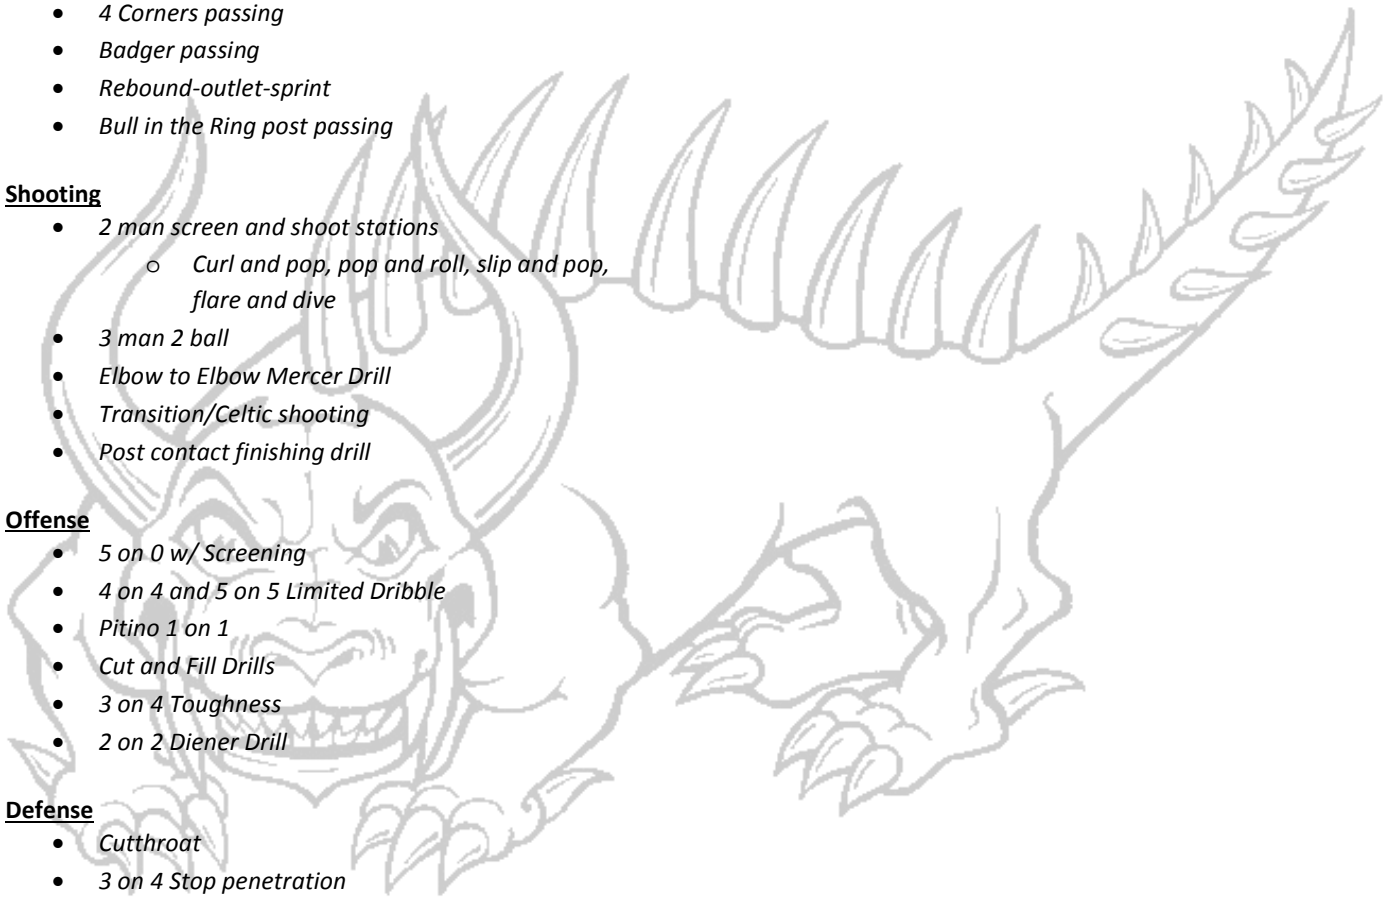 • 4 Corners passing
• Badger passing
• Rebound-outlet-sprint
• Bull in the Ring post passing
Shooting
• 2 man screen and shoot stations
o Curl and pop, pop and roll, slip and pop,
flare and dive
• 3 man 2 ball
• Elbow to Elbow Mercer Drill
• Transition/Celtic shooting
• Post contact finishing drill
Offense
• 5 on 0 w/ Screening
• 4 on 4 and 5 on 5 Limited Dribble
• Pitino 1 on 1
• Cut and Fill Drills
• 3 on 4 Toughness
• 2 on 2 Diener Drill
Defense
• Cutthroat
• 3 on 4 Stop penetration